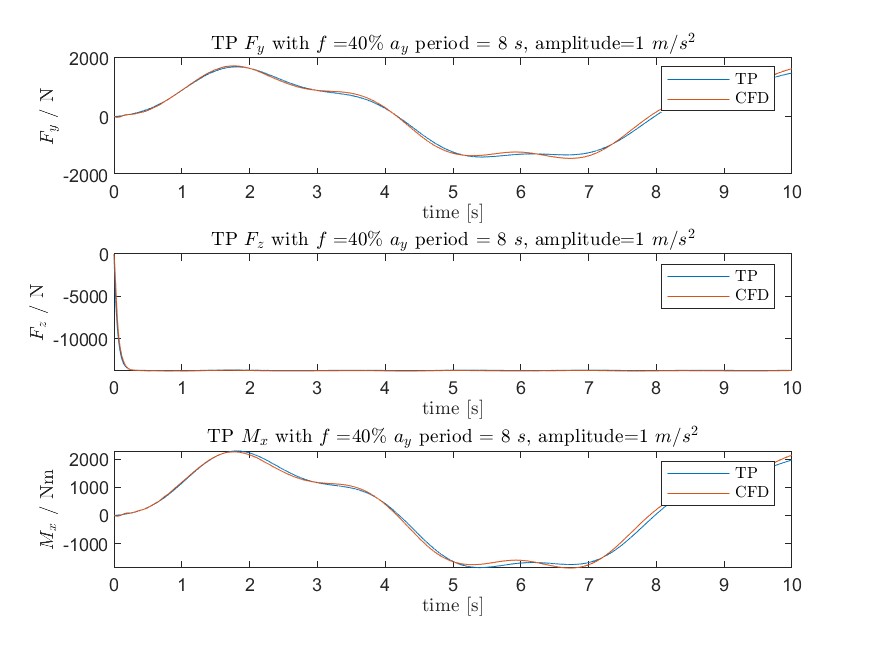 TP F_y with f =40% a_y period = 8 s, amplitude=1 m/s²
2000
0
-2000
F_y / N
TP
CFD
0 1 2 3 4 5 6 7 8 9 10
time [s]
TP F_z with f =40% a_y period = 8 s, amplitude=1 m/s²
0
-5000
-10000
F_z / N
TP
CFD
0 1 2 3 4 5 6 7 8 9 10
time [s]
TP M_x with f =40% a_y period = 8 s, amplitude=1 m/s²
2000
1000
0
-1000
M_x / Nm
TP
CFD
0 1 2 3 4 5 6 7 8 9 10
time [s]